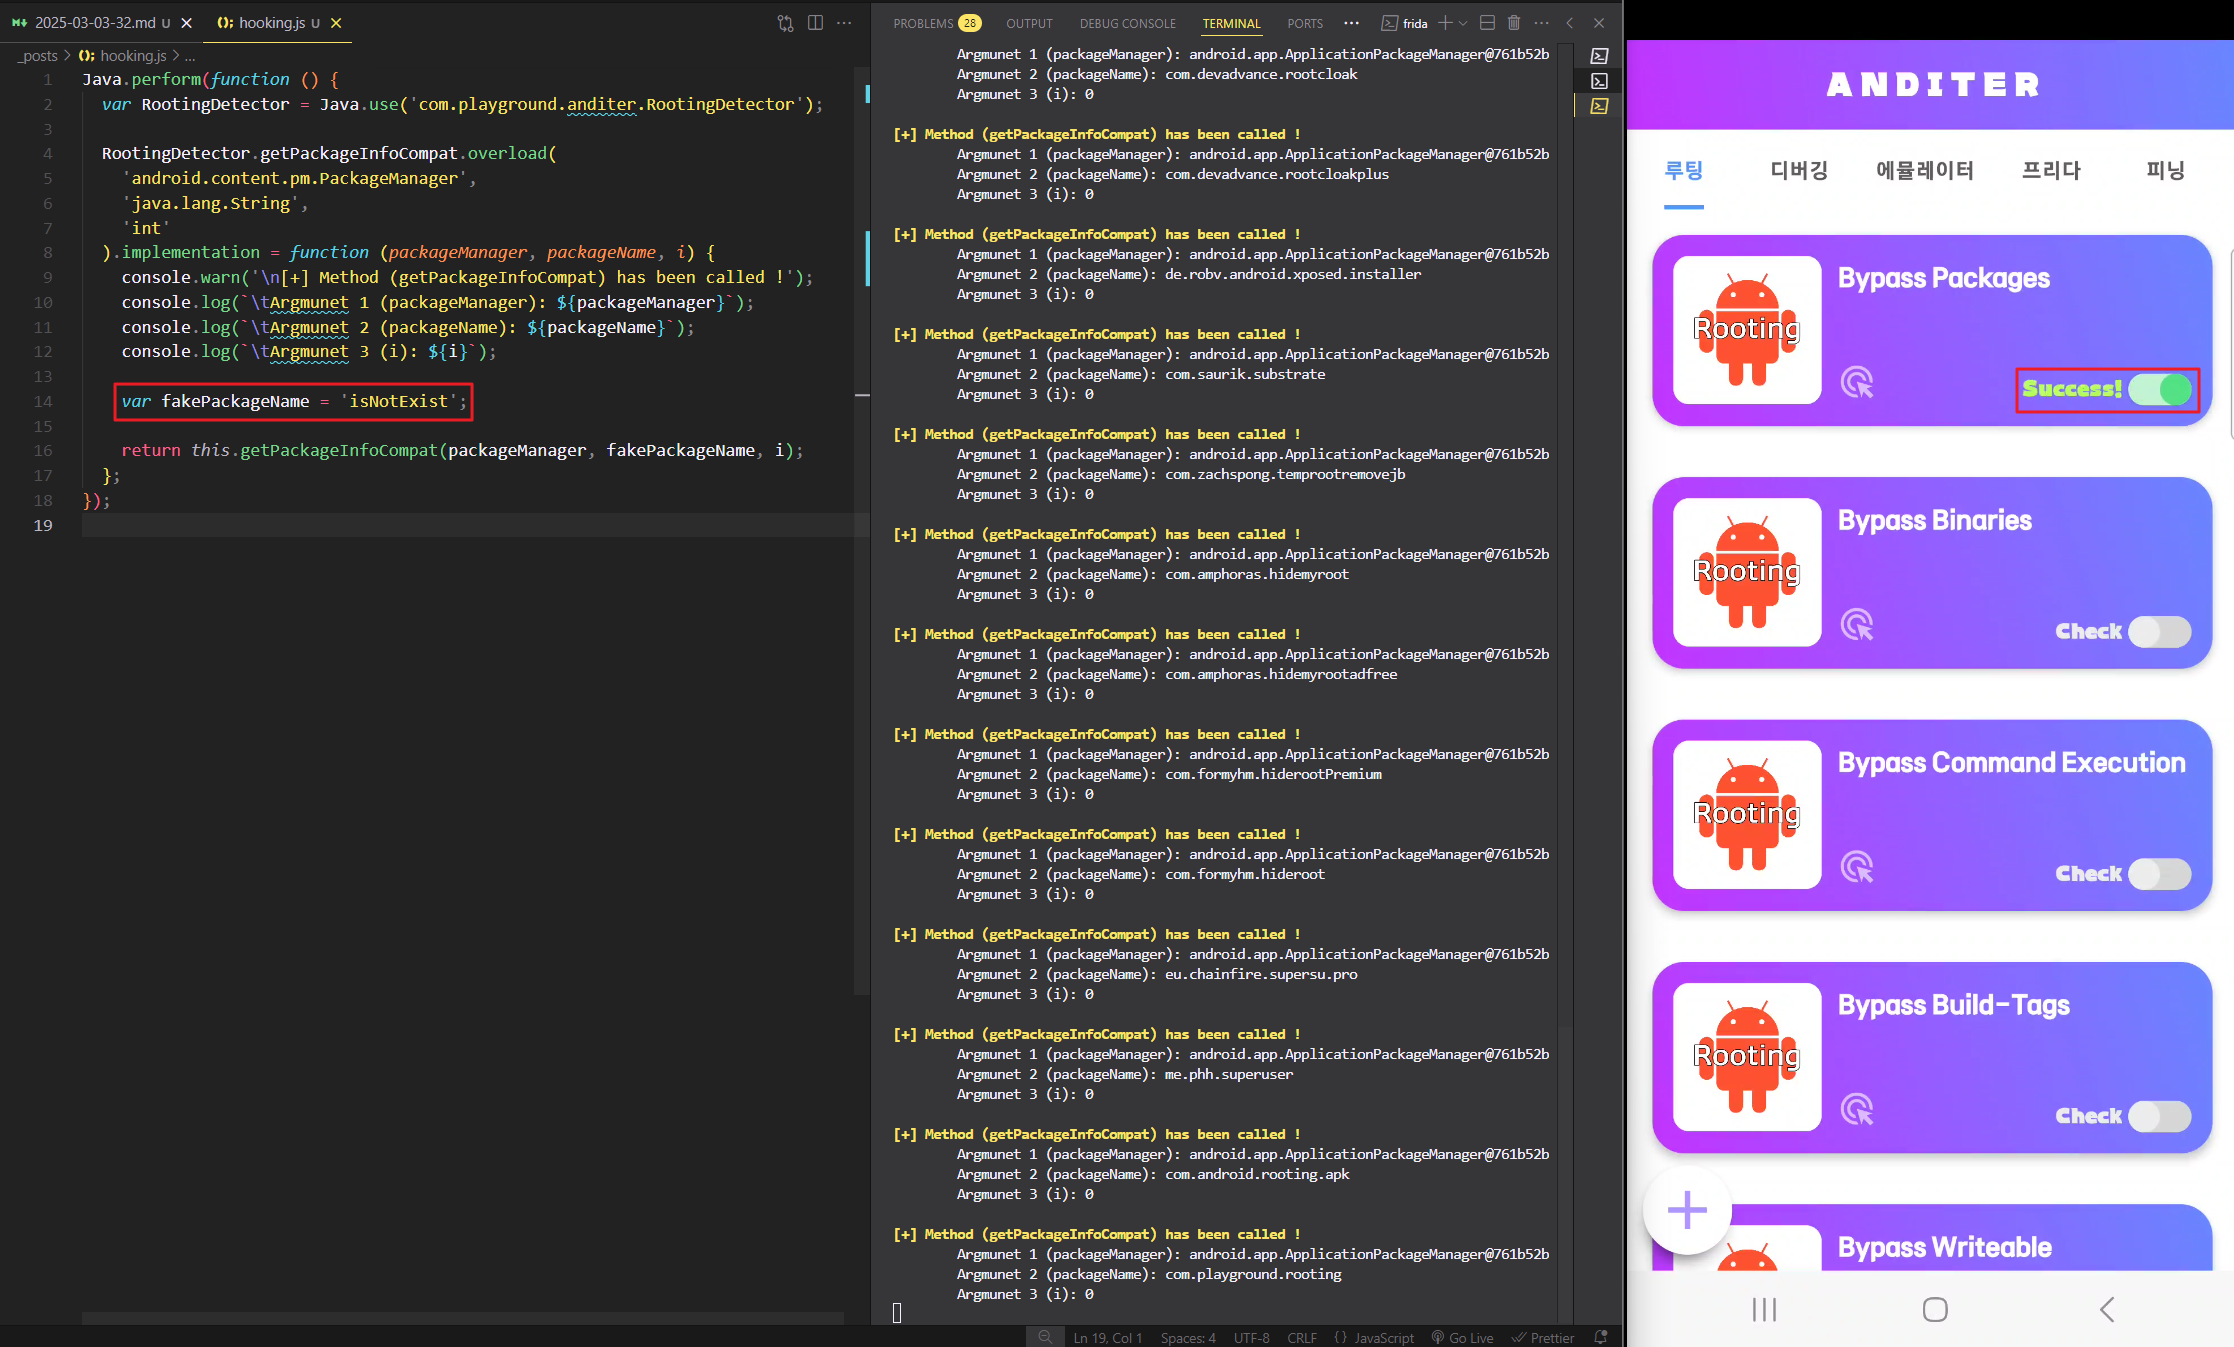 2025-03-03-32.md U
hooking.js U
_posts > hooking.js > ...
1 Java.perform(function () {
2 var RootingDetector = Java.use('com.playground.anditer.RootingDetector');
3
4 RootingDetector.getPackageInfoCompat.overload(
5 'android.content.pm.PackageManager',
6 'java.lang.String',
7 'int'
8 ).implementation = function (packageManager, packageName, i) {
9 console.warn('\n[+] Method (getPackageInfoCompat) has been called !');
10 console.log(`\tArgmunet 1 (packageManager): ${packageManager}`);
11 console.log(`\tArgmunet 2 (packageName): ${packageName}`);
12 console.log(`\tArgmunet 3 (i): ${i}`);
13
14 var fakePackageName = 'isNotExist';
15
16 return this.getPackageInfoCompat(packageManager, fakePackageName, i);
17 };
18 });
19
PROBLEMS 28 OUTPUT DEBUG CONSOLE TERMINAL PORTS ... frida
Argmunet 1 (packageManager): android.app.ApplicationPackageManager@761b52b
Argmunet 2 (packageName): com.devadvance.rootcloak
Argmunet 3 (i): 0
[+] Method (getPackageInfoCompat) has been called !
Argmunet 1 (packageManager): android.app.ApplicationPackageManager@761b52b
Argmunet 2 (packageName): com.devadvance.rootcloakplus
Argmunet 3 (i): 0
[+] Method (getPackageInfoCompat) has been called !
Argmunet 1 (packageManager): android.app.ApplicationPackageManager@761b52b
Argmunet 2 (packageName): de.robv.android.xposed.installer
Argmunet 3 (i): 0
[+] Method (getPackageInfoCompat) has been called !
Argmunet 1 (packageManager): android.app.ApplicationPackageManager@761b52b
Argmunet 2 (packageName): com.saurik.substrate
Argmunet 3 (i): 0
[+] Method (getPackageInfoCompat) has been called !
Argmunet 1 (packageManager): android.app.ApplicationPackageManager@761b52b
Argmunet 2 (packageName): com.zachspong.temprootremovejb
Argmunet 3 (i): 0
[+] Method (getPackageInfoCompat) has been called !
Argmunet 1 (packageManager): android.app.ApplicationPackageManager@761b52b
Argmunet 2 (packageName): com.amphoras.hidemyroot
Argmunet 3 (i): 0
[+] Method (getPackageInfoCompat) has been called !
Argmunet 1 (packageManager): android.app.ApplicationPackageManager@761b52b
Argmunet 2 (packageName): com.amphoras.hidemyrootadfree
Argmunet 3 (i): 0
[+] Method (getPackageInfoCompat) has been called !
Argmunet 1 (packageManager): android.app.ApplicationPackageManager@761b52b
Argmunet 2 (packageName): com.formyhm.hiderootPremium
Argmunet 3 (i): 0
[+] Method (getPackageInfoCompat) has been called !
Argmunet 1 (packageManager): android.app.ApplicationPackageManager@761b52b
Argmunet 2 (packageName): com.formyhm.hideroot
Argmunet 3 (i): 0
[+] Method (getPackageInfoCompat) has been called !
Argmunet 1 (packageManager): android.app.ApplicationPackageManager@761b52b
Argmunet 2 (packageName): eu.chainfire.supersu.pro
Argmunet 3 (i): 0
[+] Method (getPackageInfoCompat) has been called !
Argmunet 1 (packageManager): android.app.ApplicationPackageManager@761b52b
Argmunet 2 (packageName): me.phh.superuser
Argmunet 3 (i): 0
[+] Method (getPackageInfoCompat) has been called !
Argmunet 1 (packageManager): android.app.ApplicationPackageManager@761b52b
Argmunet 2 (packageName): com.android.rooting.apk
Argmunet 3 (i): 0
[+] Method (getPackageInfoCompat) has been called !
Argmunet 1 (packageManager): android.app.ApplicationPackageManager@761b52b
Argmunet 2 (packageName): com.playground.rooting
Argmunet 3 (i): 0
Ln 19, Col 1 Spaces: 4 UTF-8 CRLF {} JavaScript Go Live Prettier
ANDITER
루팅 디버깅 에뮬레이터 프리다 피닝
Bypass Packages
Rooting
Success!
Bypass Binaries
Rooting
Check
Bypass Command Execution
Rooting
Check
Bypass Build-Tags
Rooting
Check
Bypass Writeable